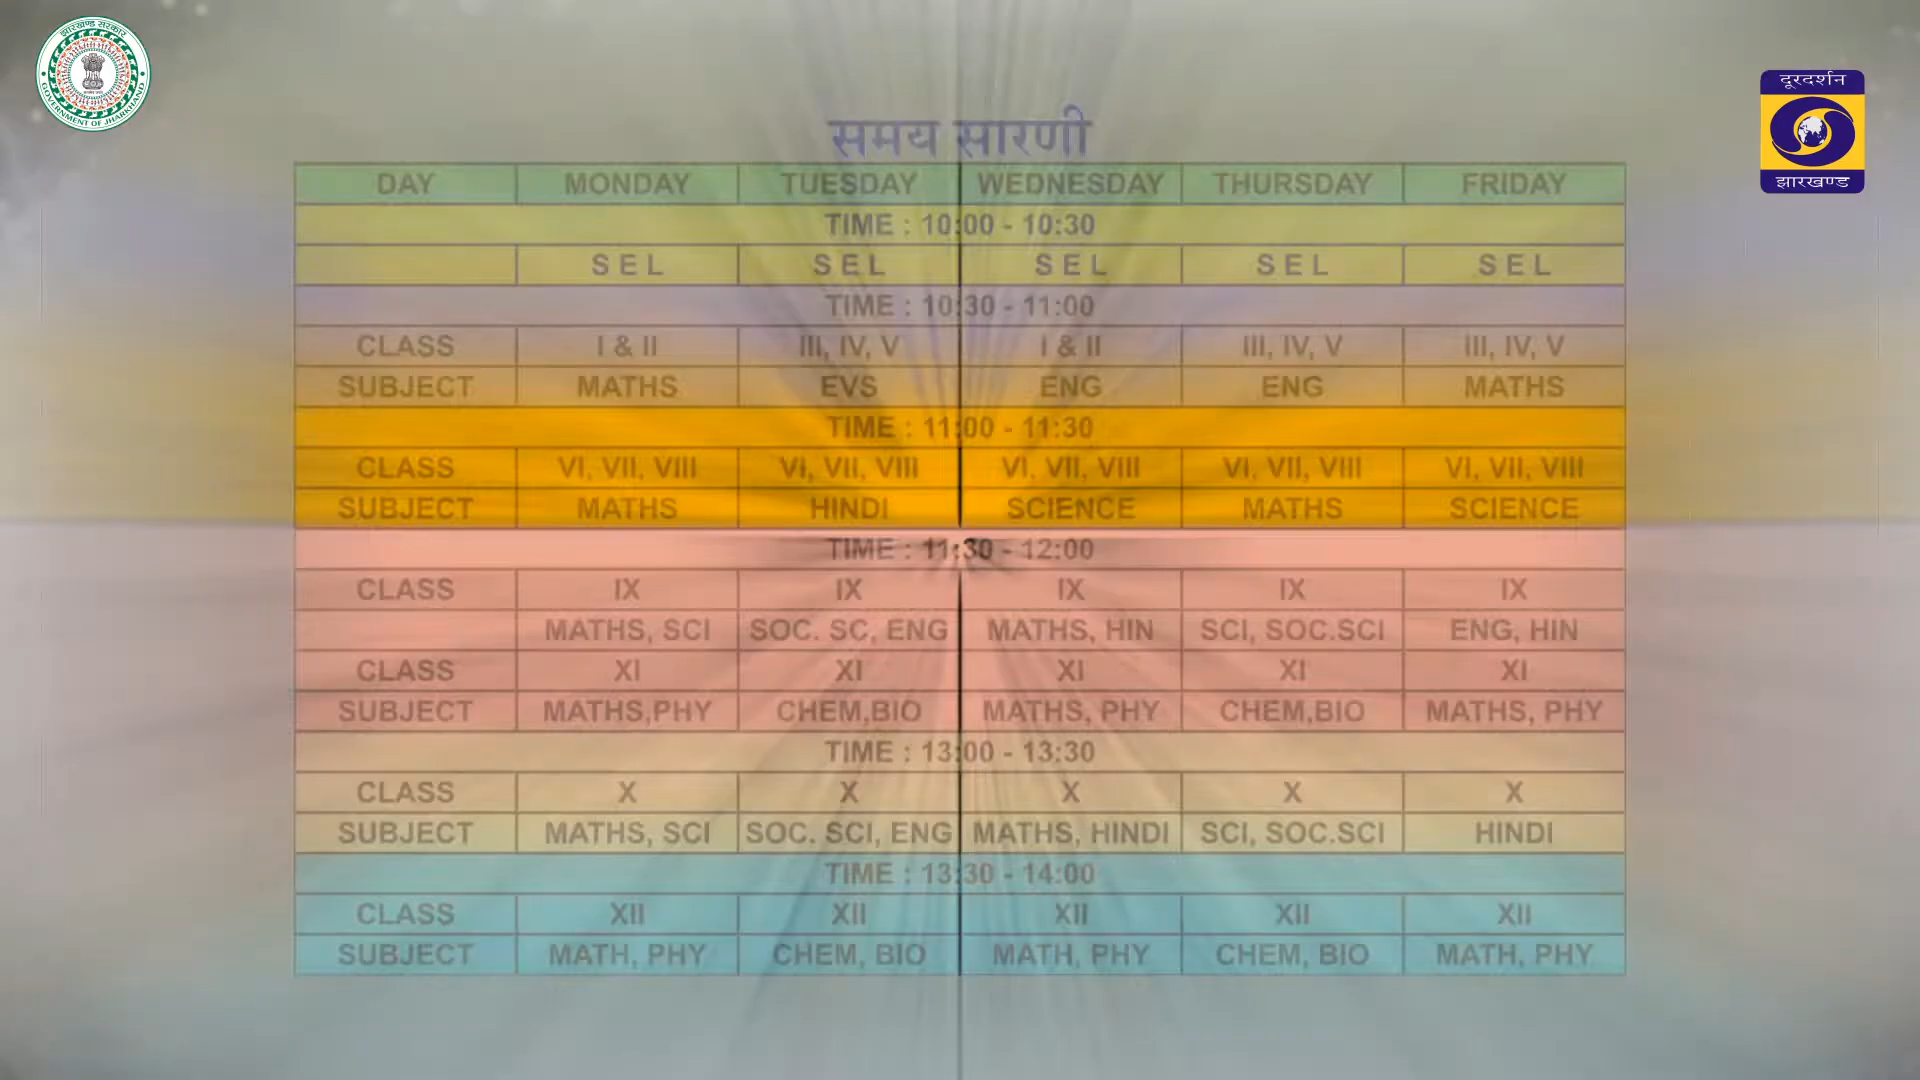 झारखण्ड सरकार
GOVERNMENT OF JHARKHAND
दूरदर्शन
झारखण्ड
समय सारणी
DAY MONDAY TUESDAY WEDNESDAY THURSDAY FRIDAY
TIME : 10:00 - 10:30
S E L S E L S E L S E L S E L
TIME : 10:30 - 11:00
CLASS I & II III, IV, V I & II III, IV, V III, IV, V
SUBJECT MATHS EVS ENG ENG MATHS
TIME : 11:00 - 11:30
CLASS VI, VII, VIII VI, VII, VIII VI, VII, VIII VI, VII, VIII VI, VII, VIII
SUBJECT MATHS HINDI SCIENCE MATHS SCIENCE
TIME : 11:30 - 12:00
CLASS IX IX IX IX IX
MATHS, SCI SOC. SC, ENG MATHS, HIN SCI, SOC.SCI ENG, HIN
CLASS XI XI XI XI XI
SUBJECT MATHS,PHY CHEM,BIO MATHS, PHY CHEM,BIO MATHS, PHY
TIME : 13:00 - 13:30
CLASS X X X X X
SUBJECT MATHS, SCI SOC. SCI, ENG MATHS, HINDI SCI, SOC.SCI HINDI
TIME : 13:30 - 14:00
CLASS XII XII XII XII XII
SUBJECT MATH, PHY CHEM, BIO MATH, PHY CHEM, BIO MATH, PHY